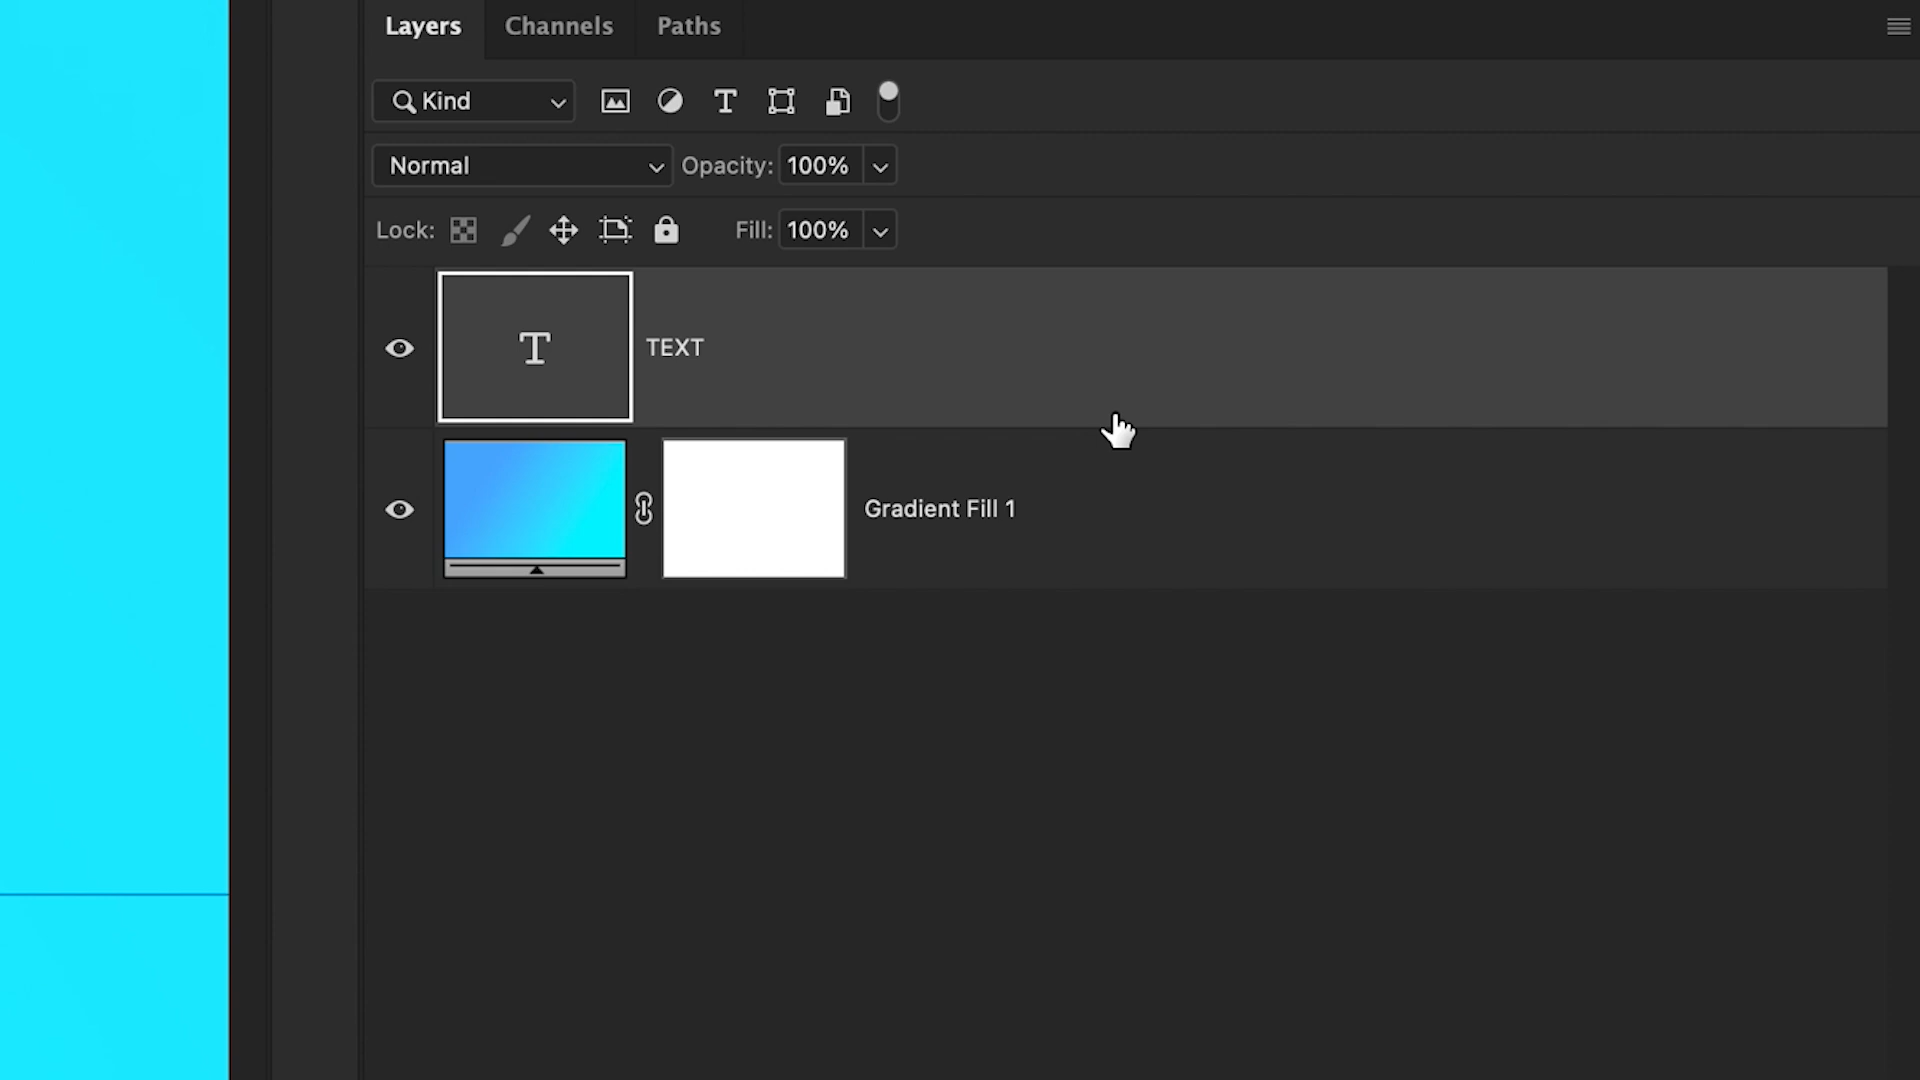 Layers Channels Paths
Kind
Normal Opacity: 100%
Lock: Fill: 100%
T TEXT
Gradient Fill 1